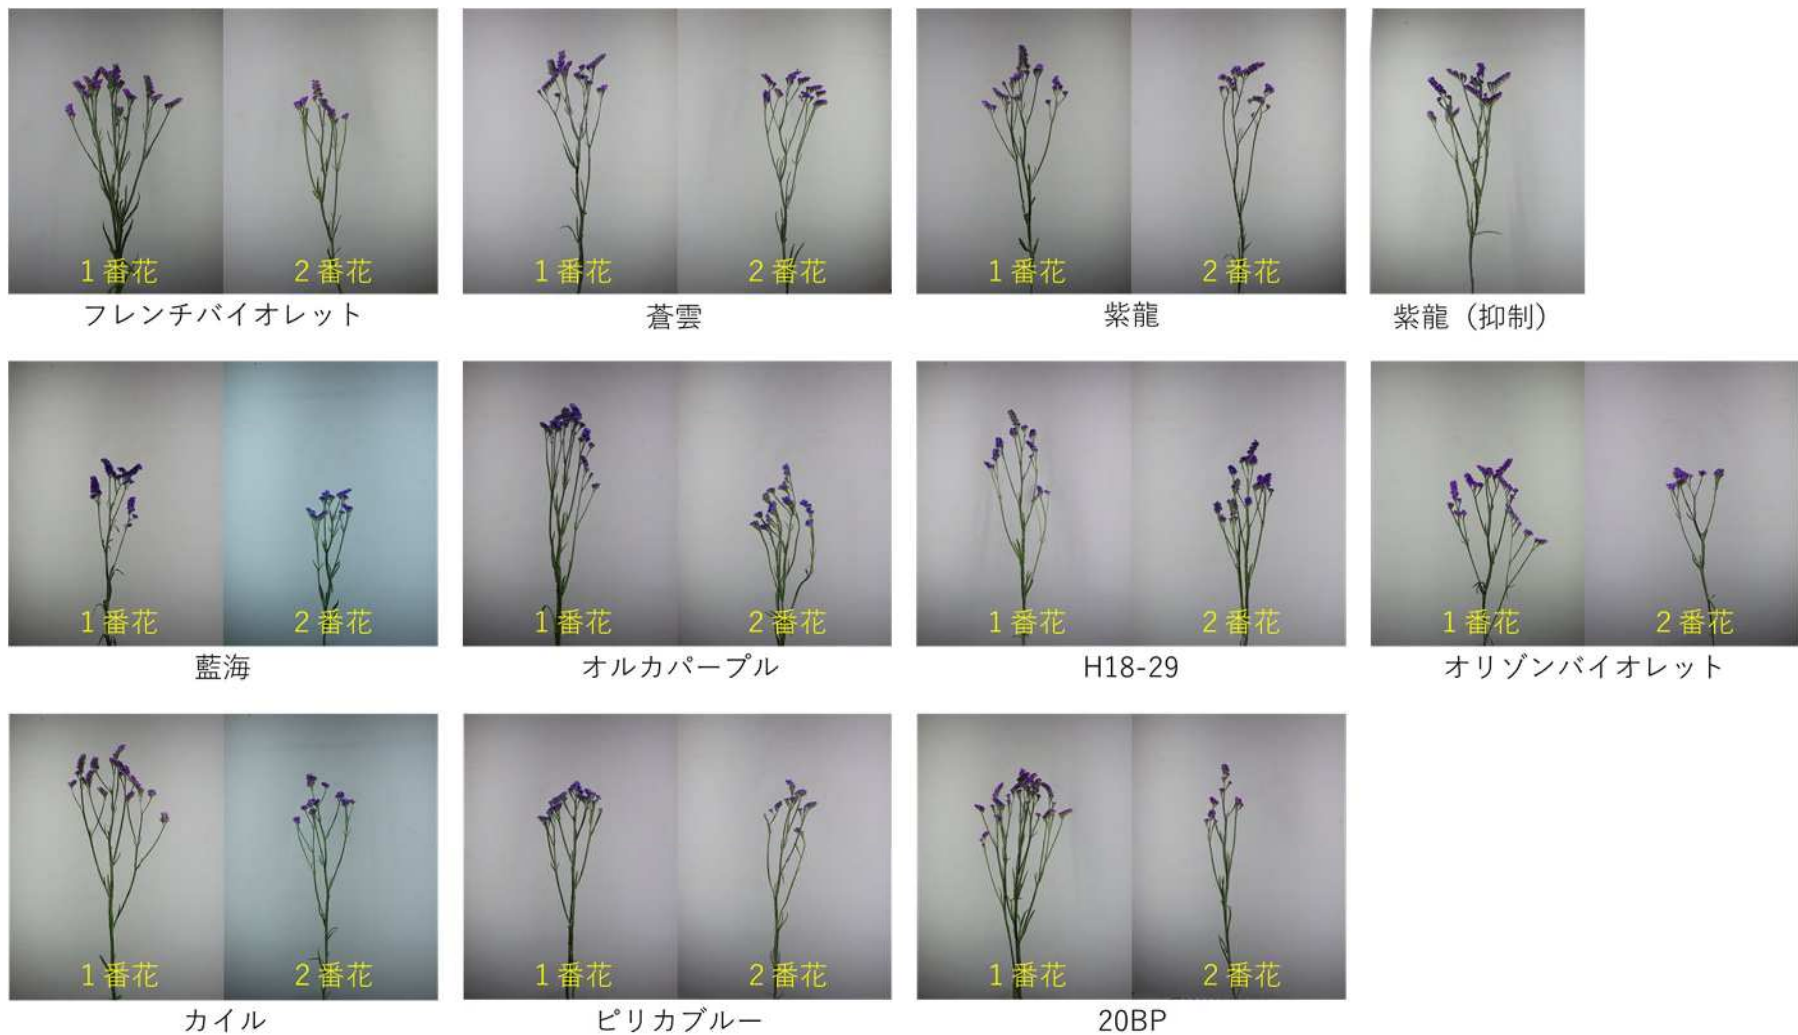 1番花 2番花 1番花 2番花 1番花 2番花
フレンチバイオレット 蒼雲 紫龍 紫龍（抑制）
1番花 2番花 1番花 2番花 1番花 2番花 1番花 2番花
藍海 オルカパープル H18-29 オリゾンバイオレット
1番花 2番花 1番花 2番花 1番花 2番花
カイル ピリカブルー 20BP